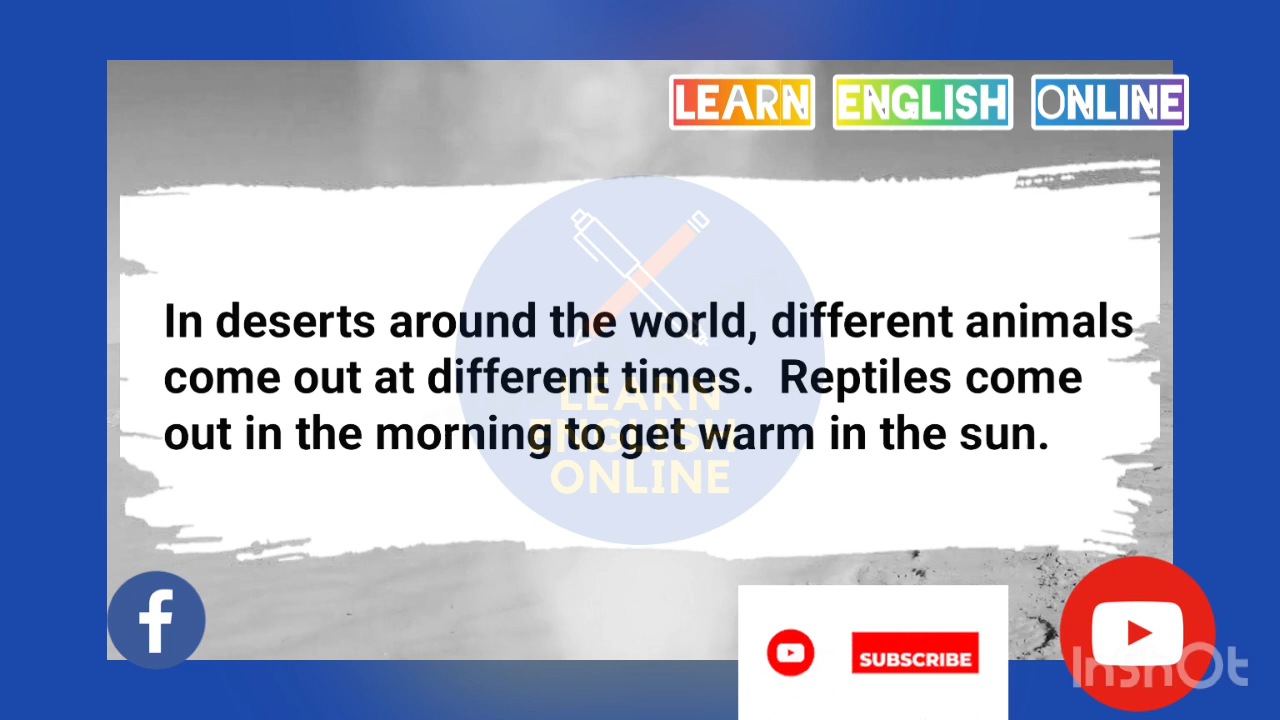 LEARN ENGLISH ONLINE
In deserts around the world, different animals
come out at different times.  Reptiles come
out in the morning to get warm in the sun.
LEARN
ENGLISH
ONLINE
SUBSCRIBE
InShOt